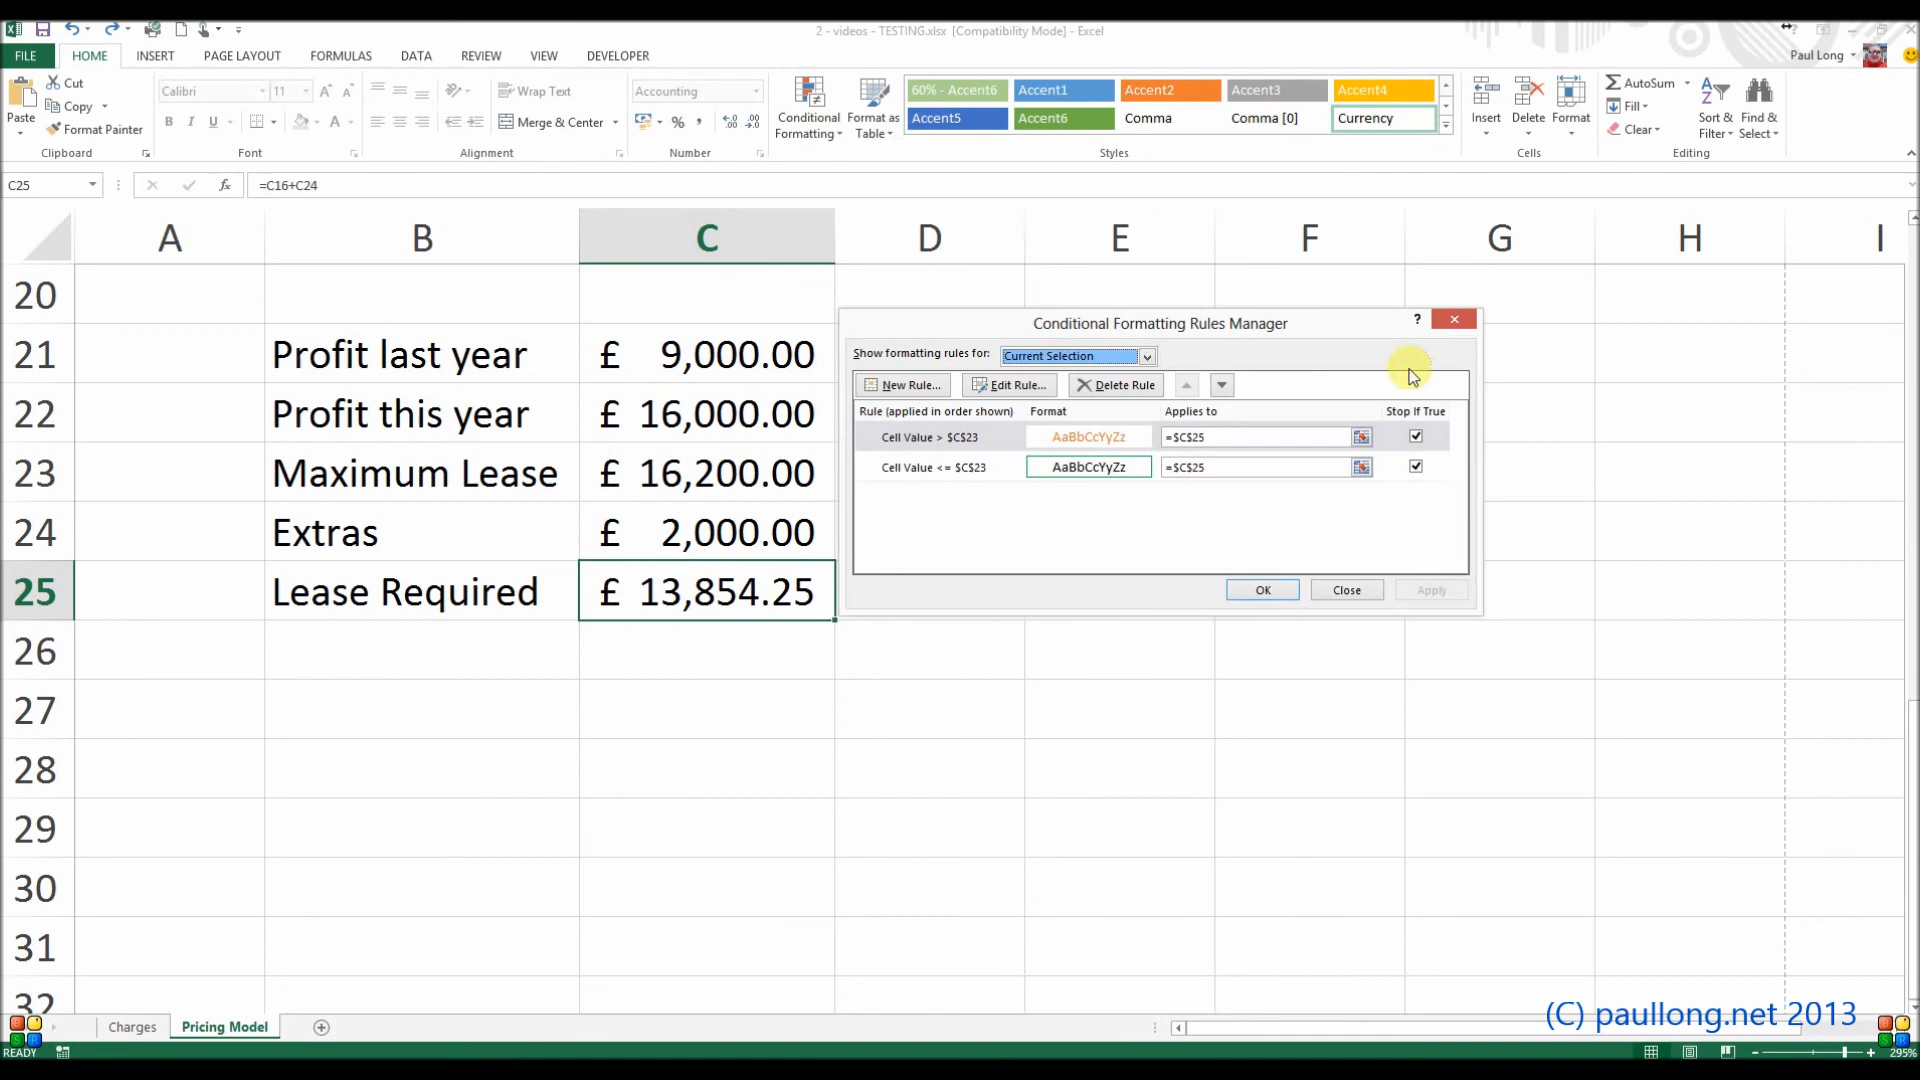 2 - videos - TESTING.xlsx [Compatibility Mode] - Excel
FILE HOME INSERT PAGE LAYOUT FORMULAS DATA REVIEW VIEW DEVELOPER Paul Long
Paste
Cut
Copy
Format Painter
Clipboard
Calibri 11
B I U
Font
Wrap Text
Merge & Center
Alignment
Accounting
% ,
Number
Conditional Formatting
Format as Table
60% - Accent6 Accent1 Accent2 Accent3 Accent4
Accent5 Accent6 Comma Comma [0] Currency
Styles
Insert Delete Format
Cells
AutoSum
Fill
Clear
Sort & Filter
Find & Select
Editing
C25 fx =C16+C24
A B C D E F G H I
20
21 Profit last year £ 9,000.00
22 Profit this year £ 16,000.00
23 Maximum Lease £ 16,200.00
24 Extras £ 2,000.00
25 Lease Required £ 13,854.25
26
27
28
29
30
31
32
Conditional Formatting Rules Manager ?
Show formatting rules for: Current Selection
New Rule... Edit Rule... Delete Rule
Rule (applied in order shown) Format Applies to Stop If True
Cell Value > $C$23 AaBbCcYyZz =$C$25
Cell Value <= $C$23 AaBbCcYyZz =$C$25
OK Close Apply
(C) paullong.net 2013
Charges Pricing Model
READY 295%